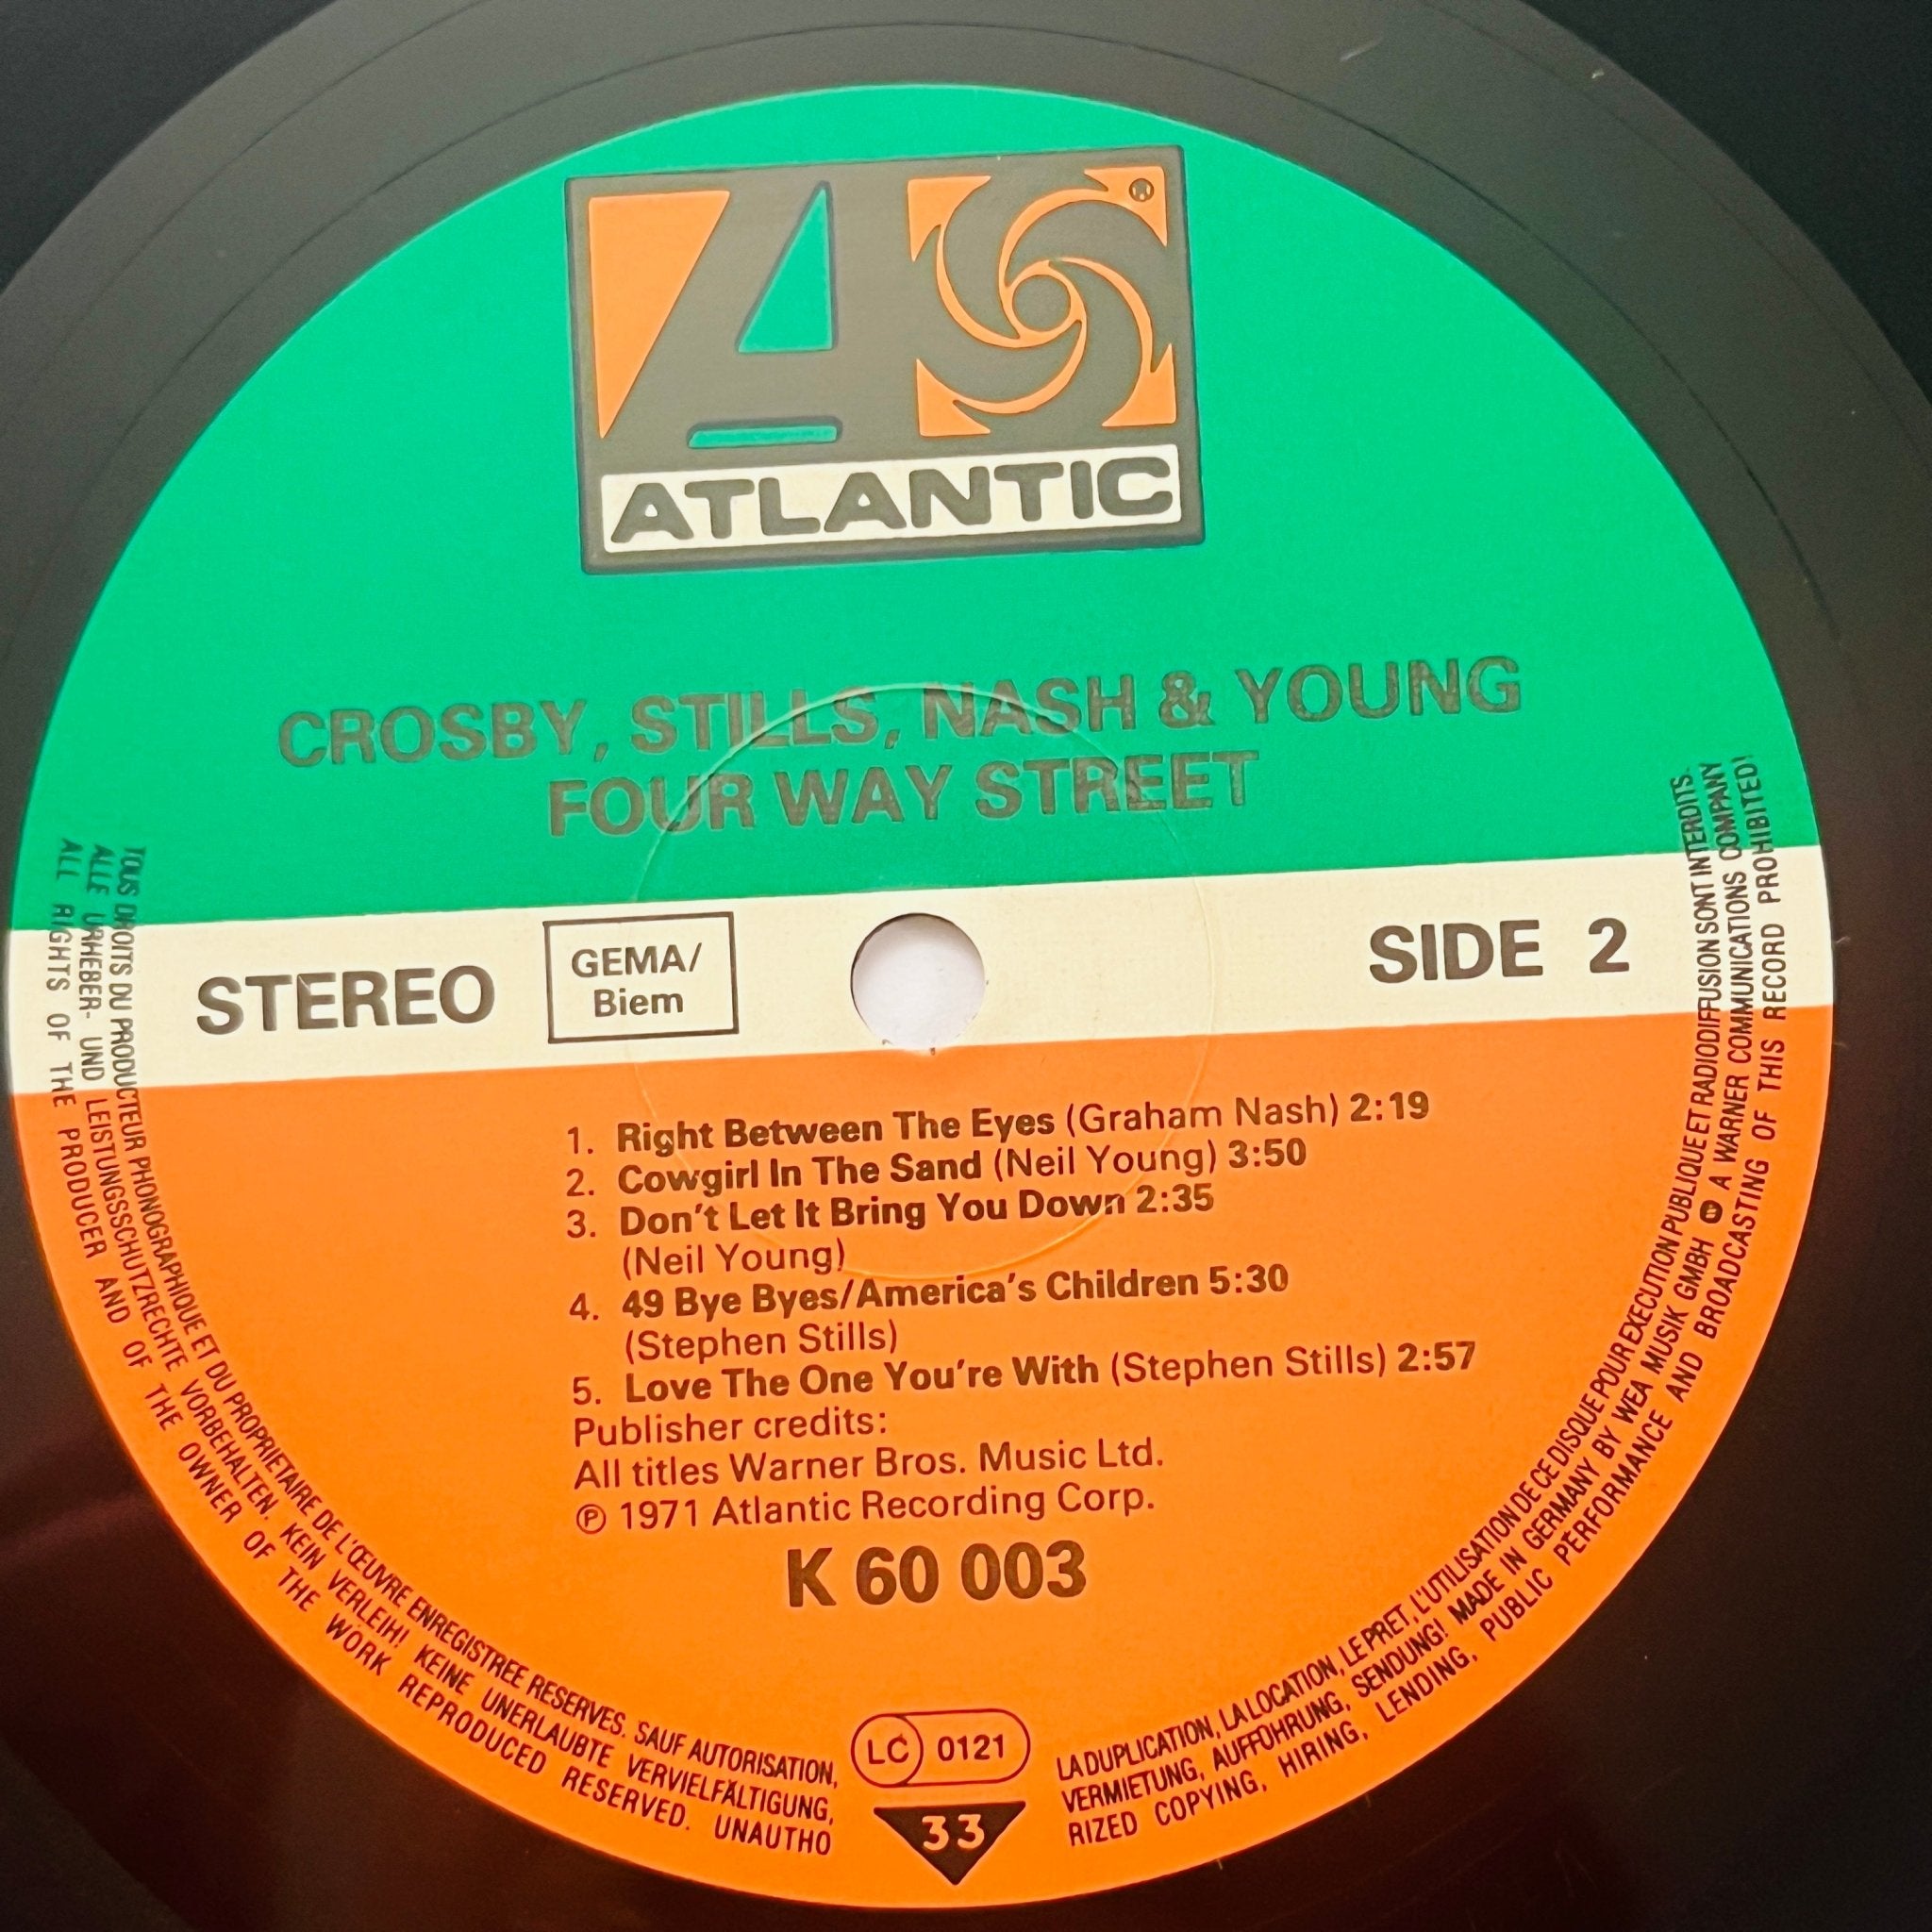 ®
ATLANTIC
CROSBY, STILLS, NASH & YOUNG
FOUR WAY STREET
STEREO
GEMA/
Biem
SIDE 2
1. Right Between The Eyes (Graham Nash) 2:19
2. Cowgirl In The Sand (Neil Young) 3:50
3. Don't Let It Bring You Down 2:35
(Neil Young)
4. 49 Bye Byes/America's Children 5:30
(Stephen Stills)
5. Love The One You're With (Stephen Stills) 2:57
Publisher credits:
All titles Warner Bros. Music Ltd.
℗ 1971 Atlantic Recording Corp.
K 60 003
TOUS DROITS DU PRODUCTEUR PHONOGRAPHIQUE ET DU PROPRIETAIRE DE L'ŒUVRE ENREGISTREE RESERVES. SAUF AUTORISATION, LA DUPLICATION, LA LOCATION, LE PRET, L'UTILISATION DE CE DISQUE POUR EXECUTION PUBLIQUE ET RADIODIFFUSION SONT INTERDITS.
ALLE URHEBER- UND LEISTUNGSSCHUTZRECHTE VORBEHALTEN. KEIN VERLEIH! KEINE UNERLAUBTE VERVIELFÄLTIGUNG, VERMIETUNG, AUFFÜHRUNG, SENDUNG! MADE IN GERMANY BY WEA MUSIK GMBH W A WARNER COMMUNICATIONS COMPANY
ALL RIGHTS OF THE PRODUCER AND OF THE OWNER OF THE WORK REPRODUCED RESERVED. UNAUTHORIZED COPYING, HIRING, LENDING, PUBLIC PERFORMANCE AND BROADCASTING OF THIS RECORD PROHIBITED!
LC 0121
33